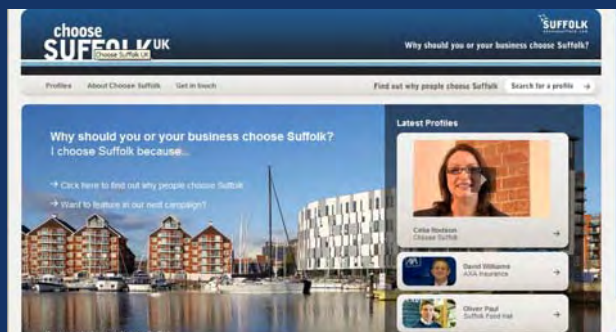 choose
SUFFOLK UK
Choose Suffolk UK
SUFFOLK
Why should you or your business choose Suffolk?
Profiles About Choose Suffolk Get in touch
Find out why people choose Suffolk Search for a profile
Why should you or your business choose Suffolk?
I choose Suffolk because...
Click here to find out why people choose Suffolk
Want to feature in our next campaign?
Latest Profiles
Celia
Choose Suffolk
David Williams
AXA Insurance
Oliver Paul
Suffolk Food Hall